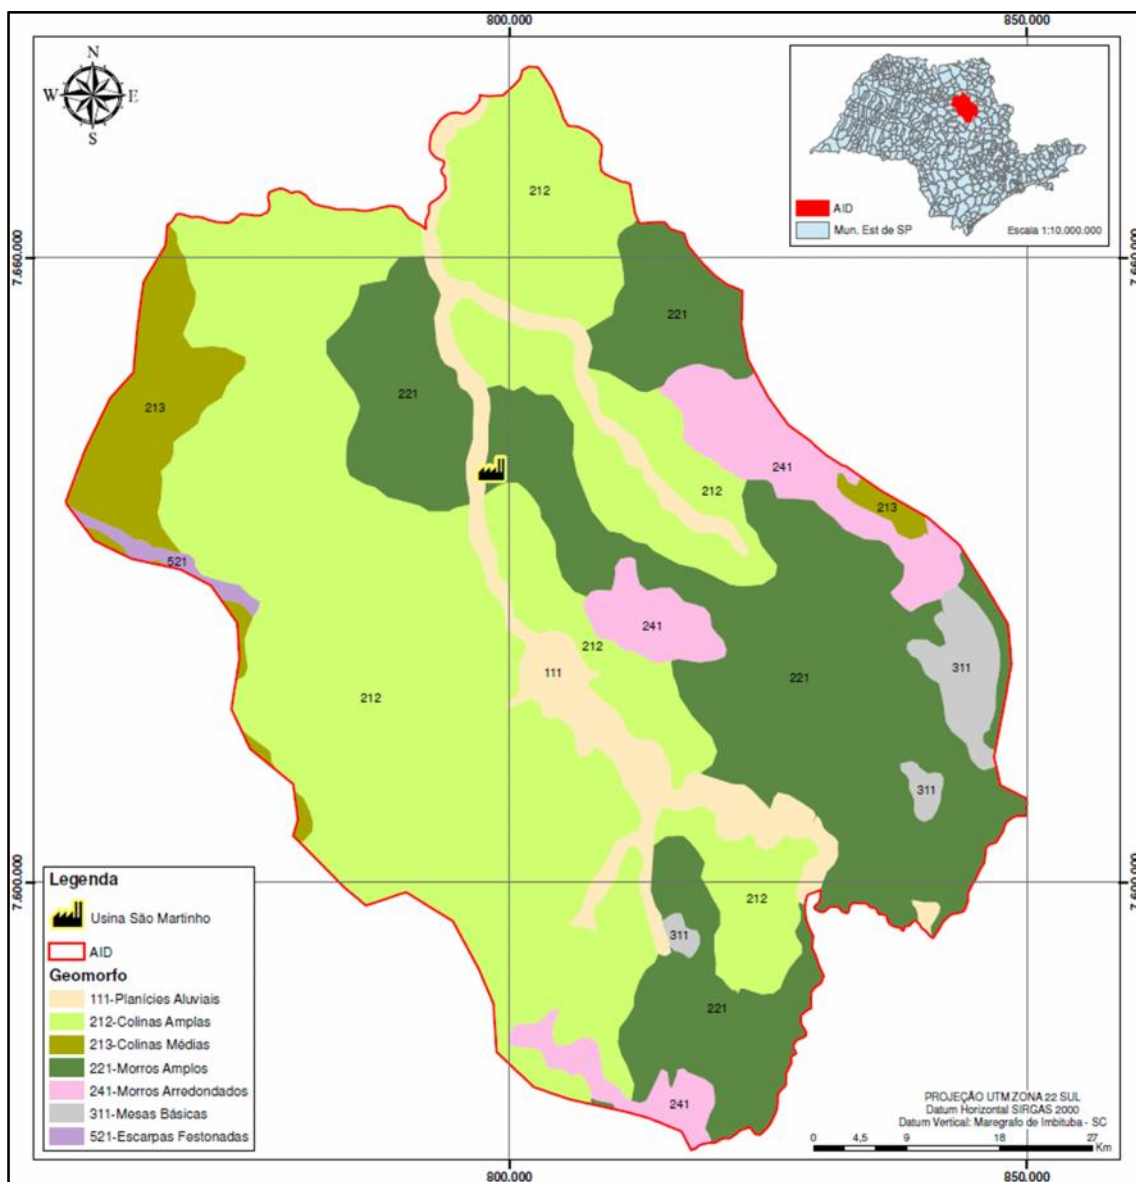 800.000
850.000
N
W
E
S
AID
Mun. Est de SP
Escala 1:10.000.000
7.660.000
7.660.000
212
221
213
221
241
212
213
521
241
212
111
221
311
212
311
7.600.000
7.600.000
212
311
221
241
Legenda
Usina São Martinho
AID
Geomorfo
111-Planícies Aluviais
212-Colinas Amplas
213-Colinas Médias
221-Morros Amplos
241-Morros Arredondados
311-Mesas Básicas
521-Escarpas Festonadas
PROJEÇÃO UTM ZONA 22 SUL
Datum Horizontal SIRGAS 2000
Datum Vertical: Maregrafo de Imbituba - SC
0 4,5 9 18 27
Km
800.000
850.000